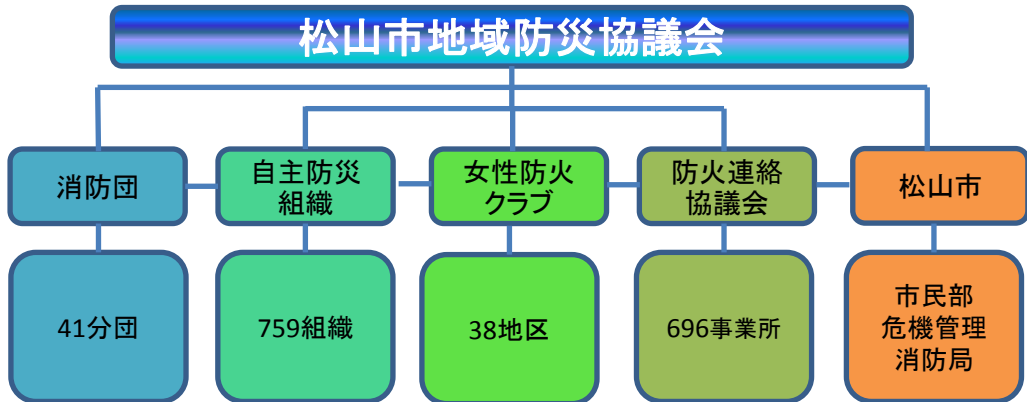 松山市地域防災協議会
消防団
自主防災
組織
女性防火
クラブ
防火連絡
協議会
松山市
41分団
759組織
38地区
696事業所
市民部
危機管理
消防局